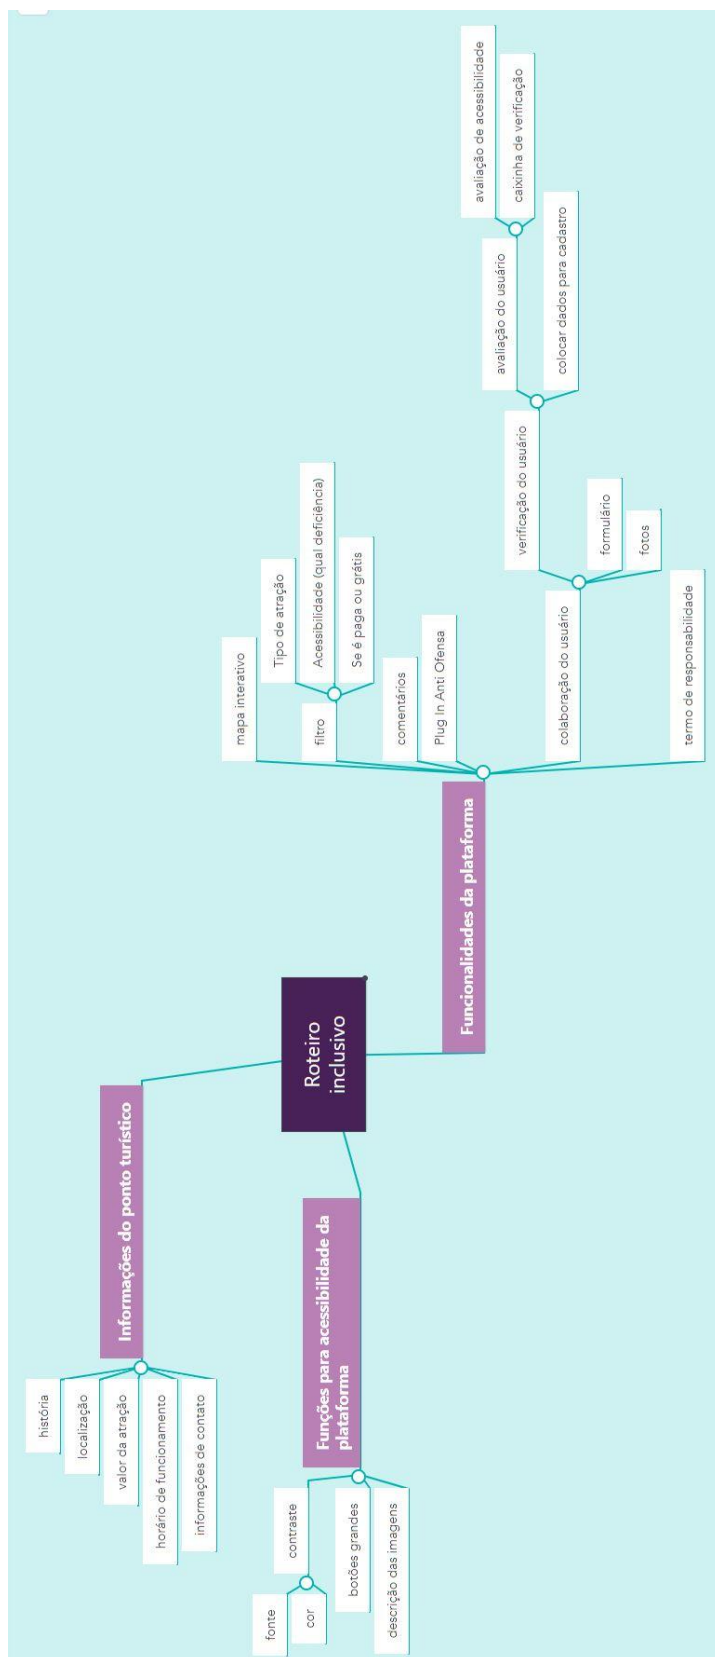 Roteiro
inclusivo
Informações do ponto turístico
história
localização
valor da atração
horário de funcionamento
informações de contato
Funções para acessibilidade da
plataforma
contraste
fonte
cor
botões grandes
descrição das imagens
Funcionalidades da plataforma
mapa interativo
filtro
Tipo de atração
Acessibilidade (qual deficiência)
Se é paga ou grátis
comentários
Plug In Anti Ofensa
colaboração do usuário
verificação do usuário
avaliação do usuário
avaliação de acessibilidade
caixinha de verificação
colocar dados para cadastro
formulário
fotos
termo de responsabilidade